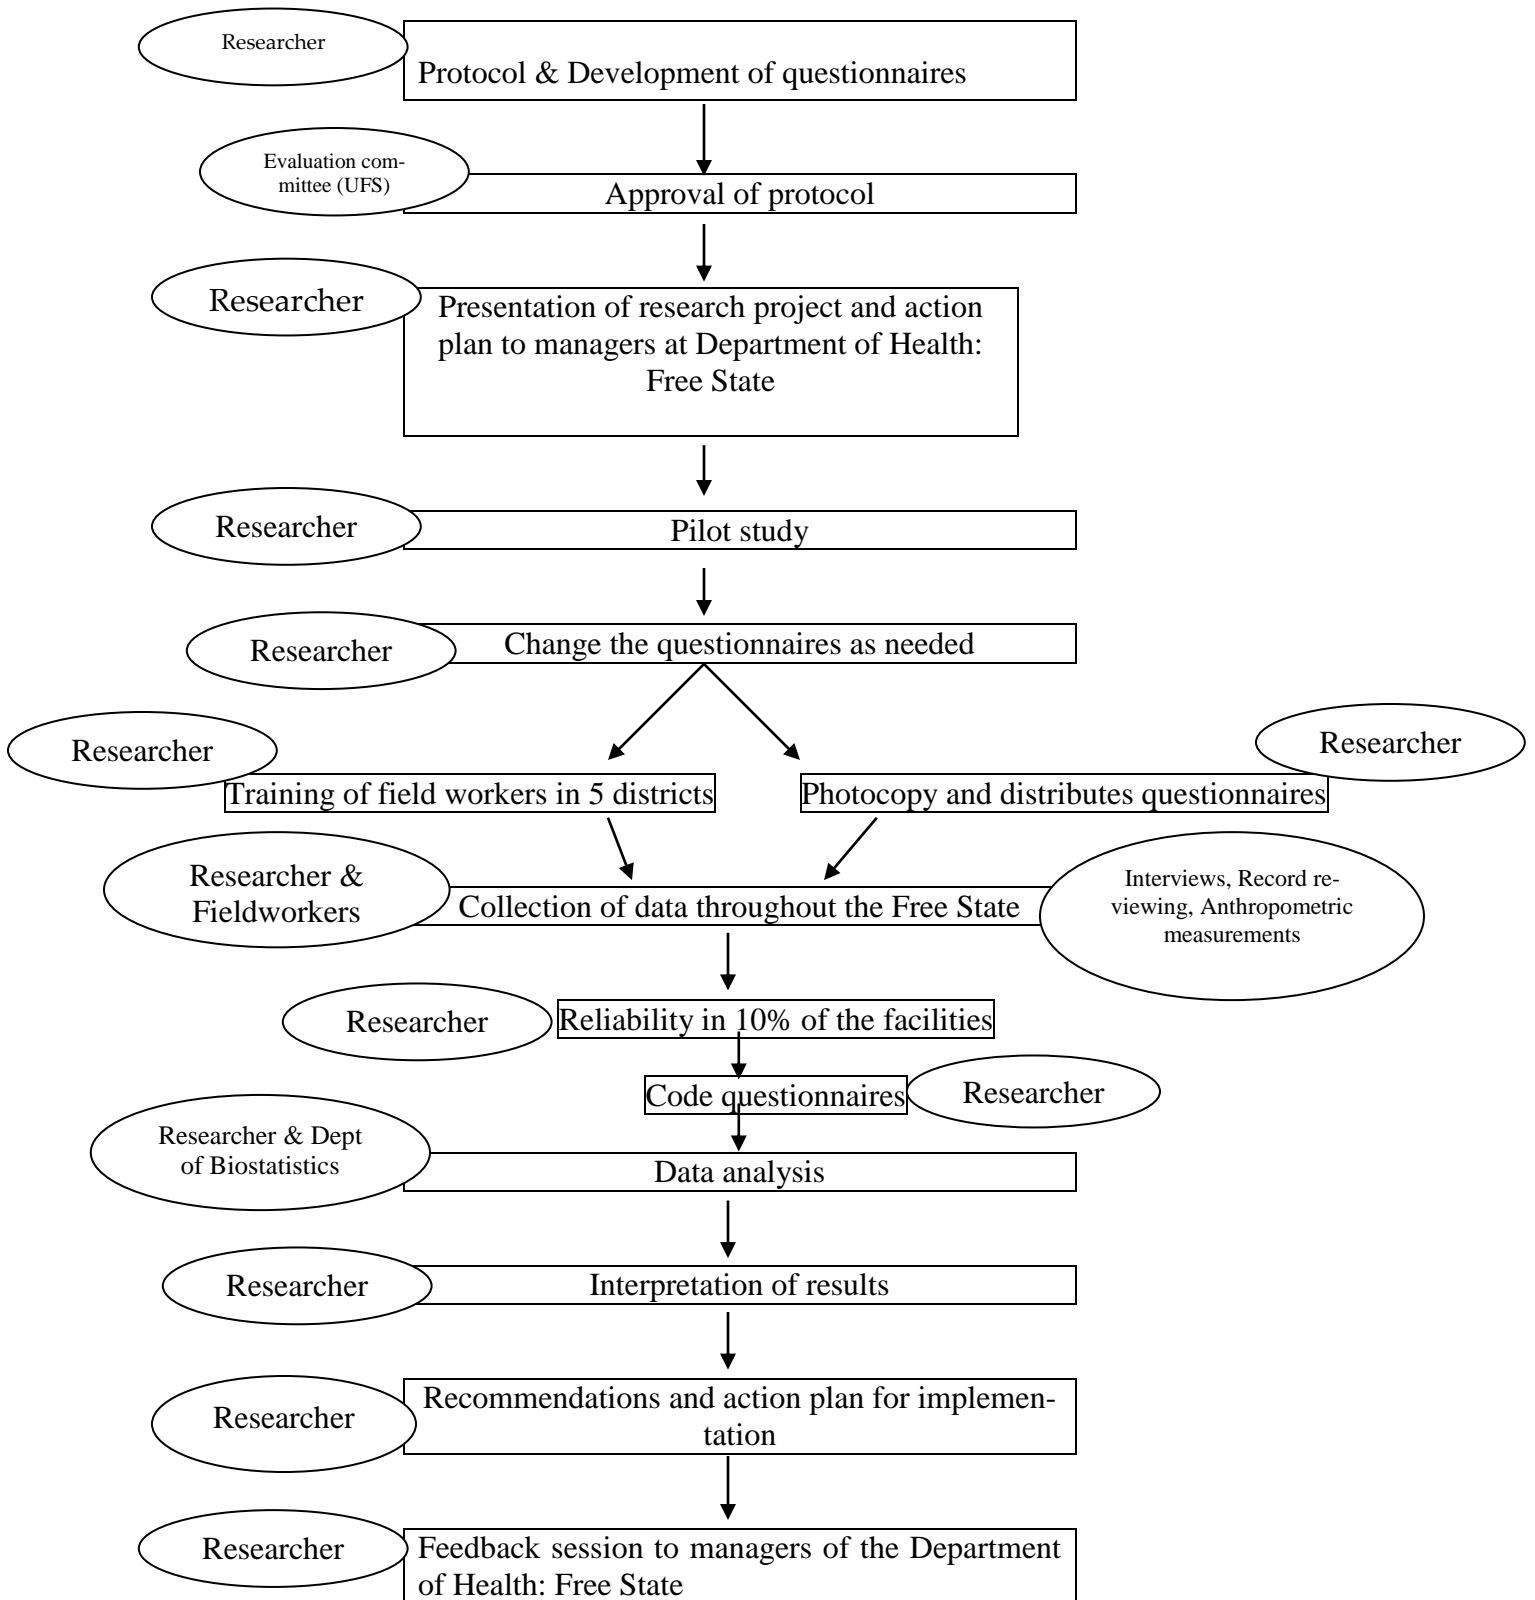 Researcher
Protocol & Development of questionnaires
Evaluation com-
mittee (UFS)
Approval of protocol
Researcher
Presentation of research project and action
plan to managers at Department of Health:
Free State
Researcher
Pilot study
Researcher
Change the questionnaires as needed
Researcher
Researcher
Training of field workers in 5 districts
Photocopy and distributes questionnaires
Researcher &
Fieldworkers
Collection of data throughout the Free State
Interviews, Record re-
viewing, Anthropometric
measurements
Researcher
Reliability in 10% of the facilities
Code questionnaires
Researcher
Researcher & Dept
of Biostatistics
Data analysis
Researcher
Interpretation of results
Researcher
Recommendations and action plan for implemen-
tation
Researcher
Feedback session to managers of the Department
of Health: Free State